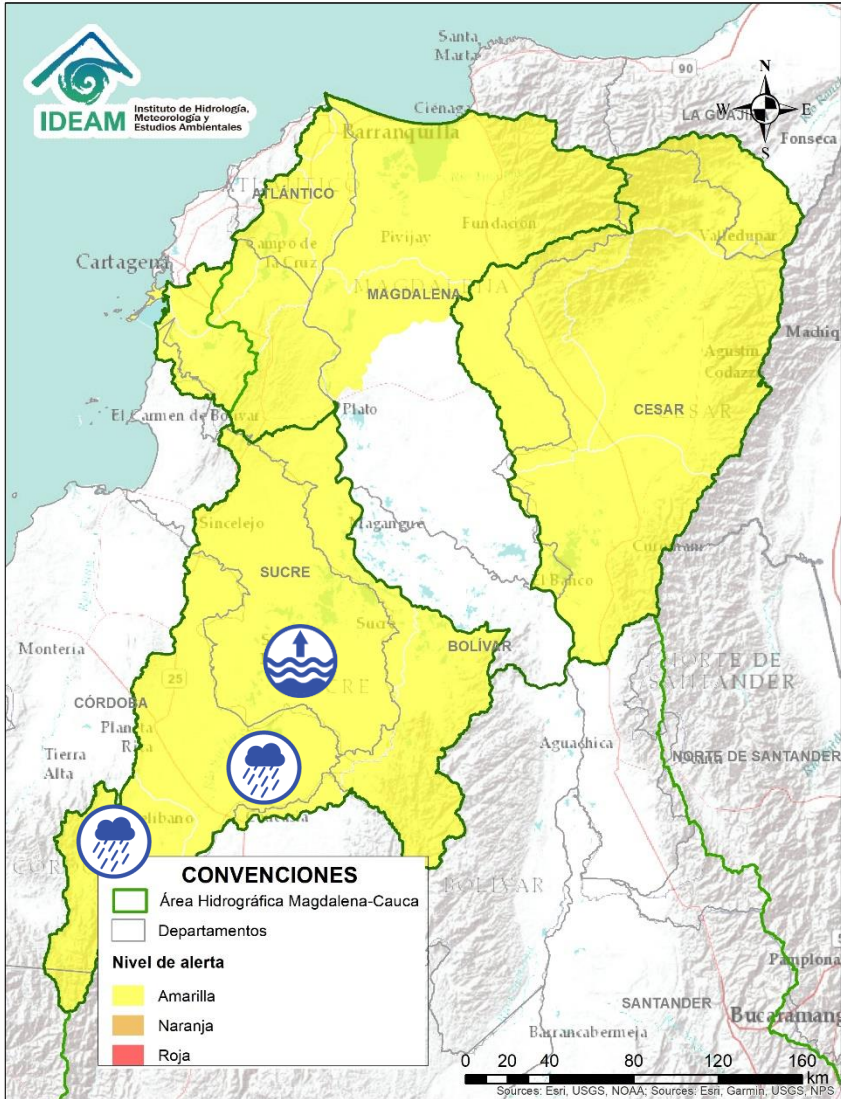 IDEAM
Instituto de Hidrología,
Meteorología y
Estudios Ambientales
Santa
Marta
90
N
W
E
S
LA GUAJIRA
Fonseca
Ciénaga
Barranquilla
ATLÁNTICO
Campo de
la Cruz
Pivijay
Fundación
Valledupar
Cartagena
MAGDALENA
Machiq
Agustín
Codazzi
CESAR
El Carmen de Bolívar
Plato
Sincelejo
Magangue
SUCRE
El Banco
Sucre
Montería
25
BOLÍVAR
NORTE DE
SANTANDER
CÓRDOBA
Planeta
Rica
Tierra
Alta
Aguachica
NORTE DE SANTANDER
BOLÍVAR
CONVENCIONES
Área Hidrográfica Magdalena-Cauca
Departamentos
Nivel de alerta
Amarilla
Naranja
Roja
Pamplona
SANTANDER
Bucaramang
Barrancabermeja
0 20 40 80 120 160
km
Sources: Esri, USGS, NOAA; Sources: Esri, Garmin, USGS, NPS